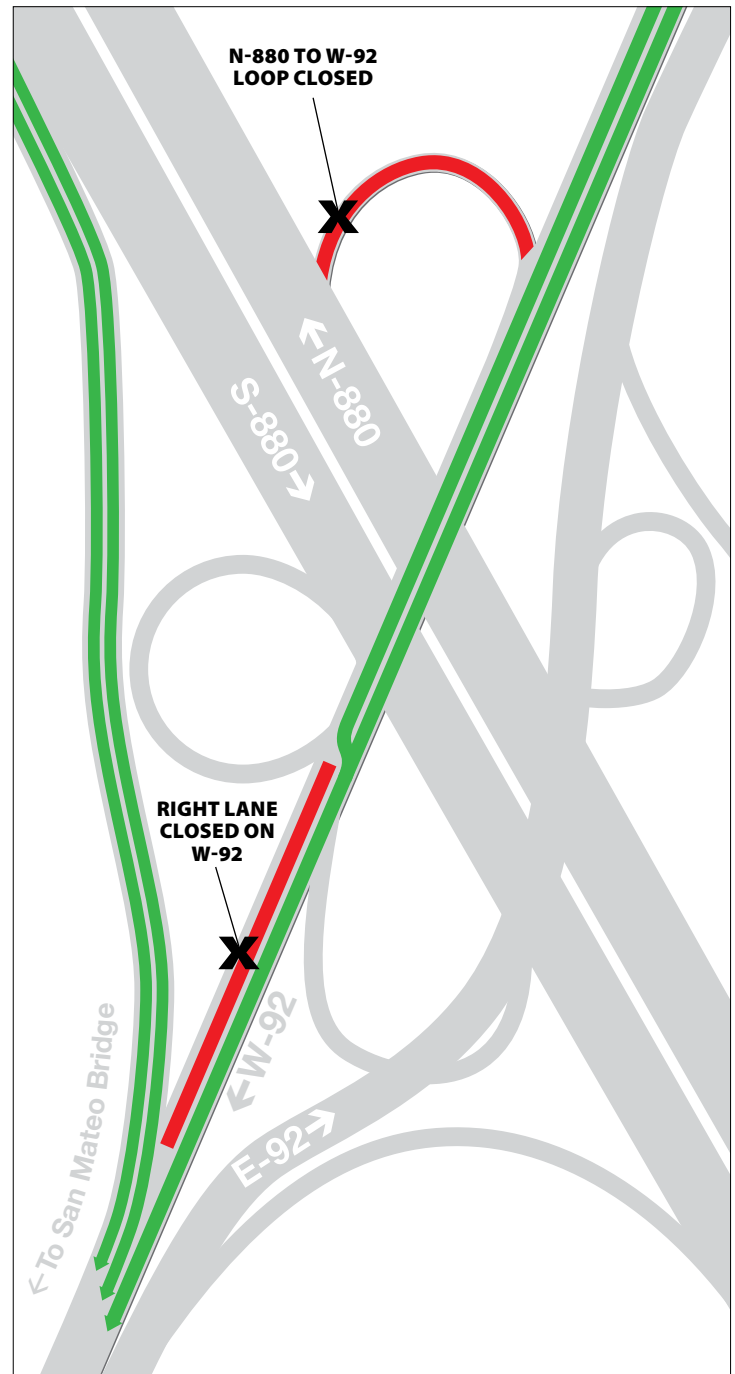 N-880 TO W-92
LOOP CLOSED
←N-880
S-880→
RIGHT LANE
CLOSED ON
W-92
←W-92
E-92→
←To San Mateo Bridge